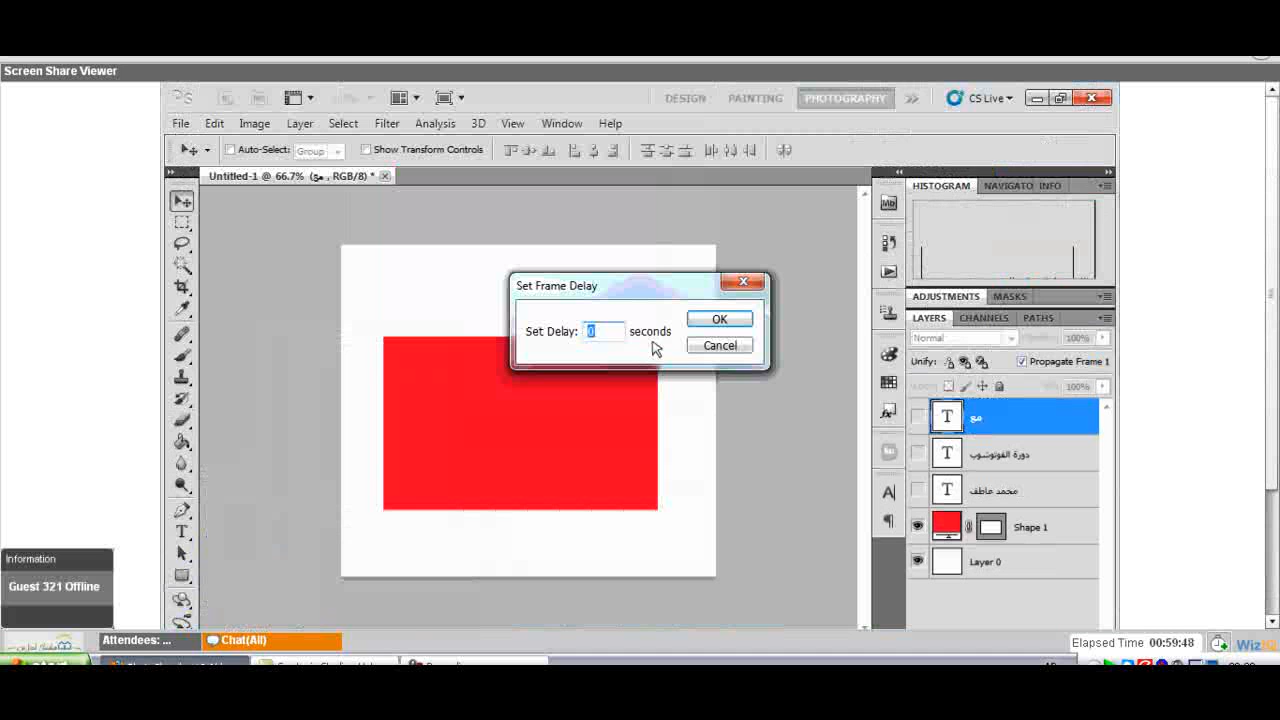 Screen Share Viewer
DESIGN PAINTING PHOTOGRAPHY CS Live
File Edit Image Layer Select Filter Analysis 3D View Window Help
Auto-Select: Group Show Transform Controls
Untitled-1 @ 66.7% (مع , RGB/8) *
HISTOGRAM NAVIGATO INFO
Mb
Set Frame Delay
Set Delay: 0 seconds
OK
Cancel
ADJUSTMENTS MASKS
LAYERS CHANNELS PATHS
Normal 100%
Unify: Propagate Frame 1
100%
T مع
T دورة الفوتوشوب
T محمد عاطف
Shape 1
Layer 0
Information
Guest 321 Offline
Attendees: ... Chat(All)
Elapsed Time 00:59:48